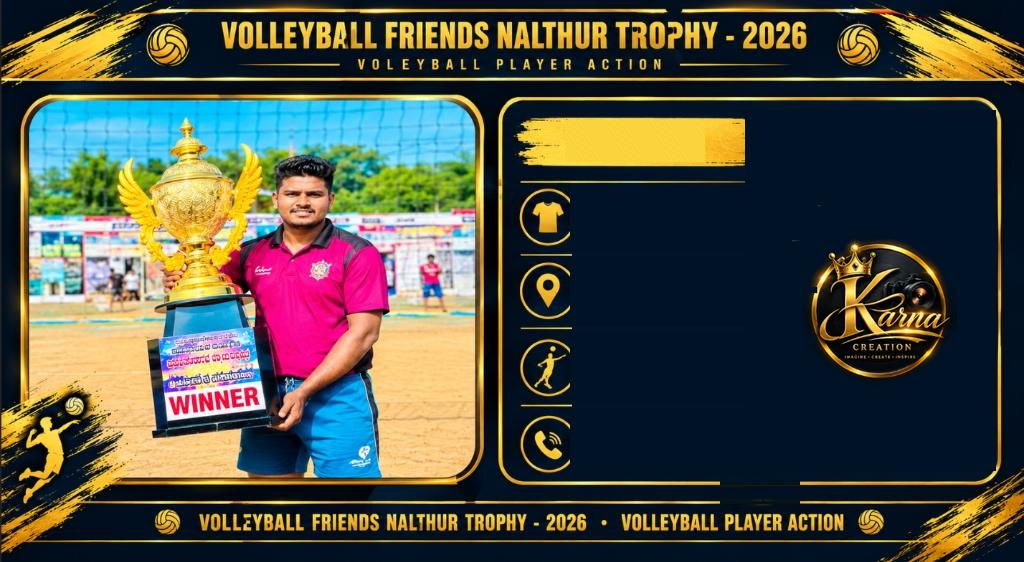 VOLLEYBALL FRIENDS NALTHUR TROPHY - 2026
VOLEYBALL PLAYER ACTION
WINNER
Karna
CREATION
IMAGINE • CREATE • INSPIRE
VOLLEYBALL FRIENDS NALTHUR TROPHY - 2026 • VOLLEYBALL PLAYER ACTION